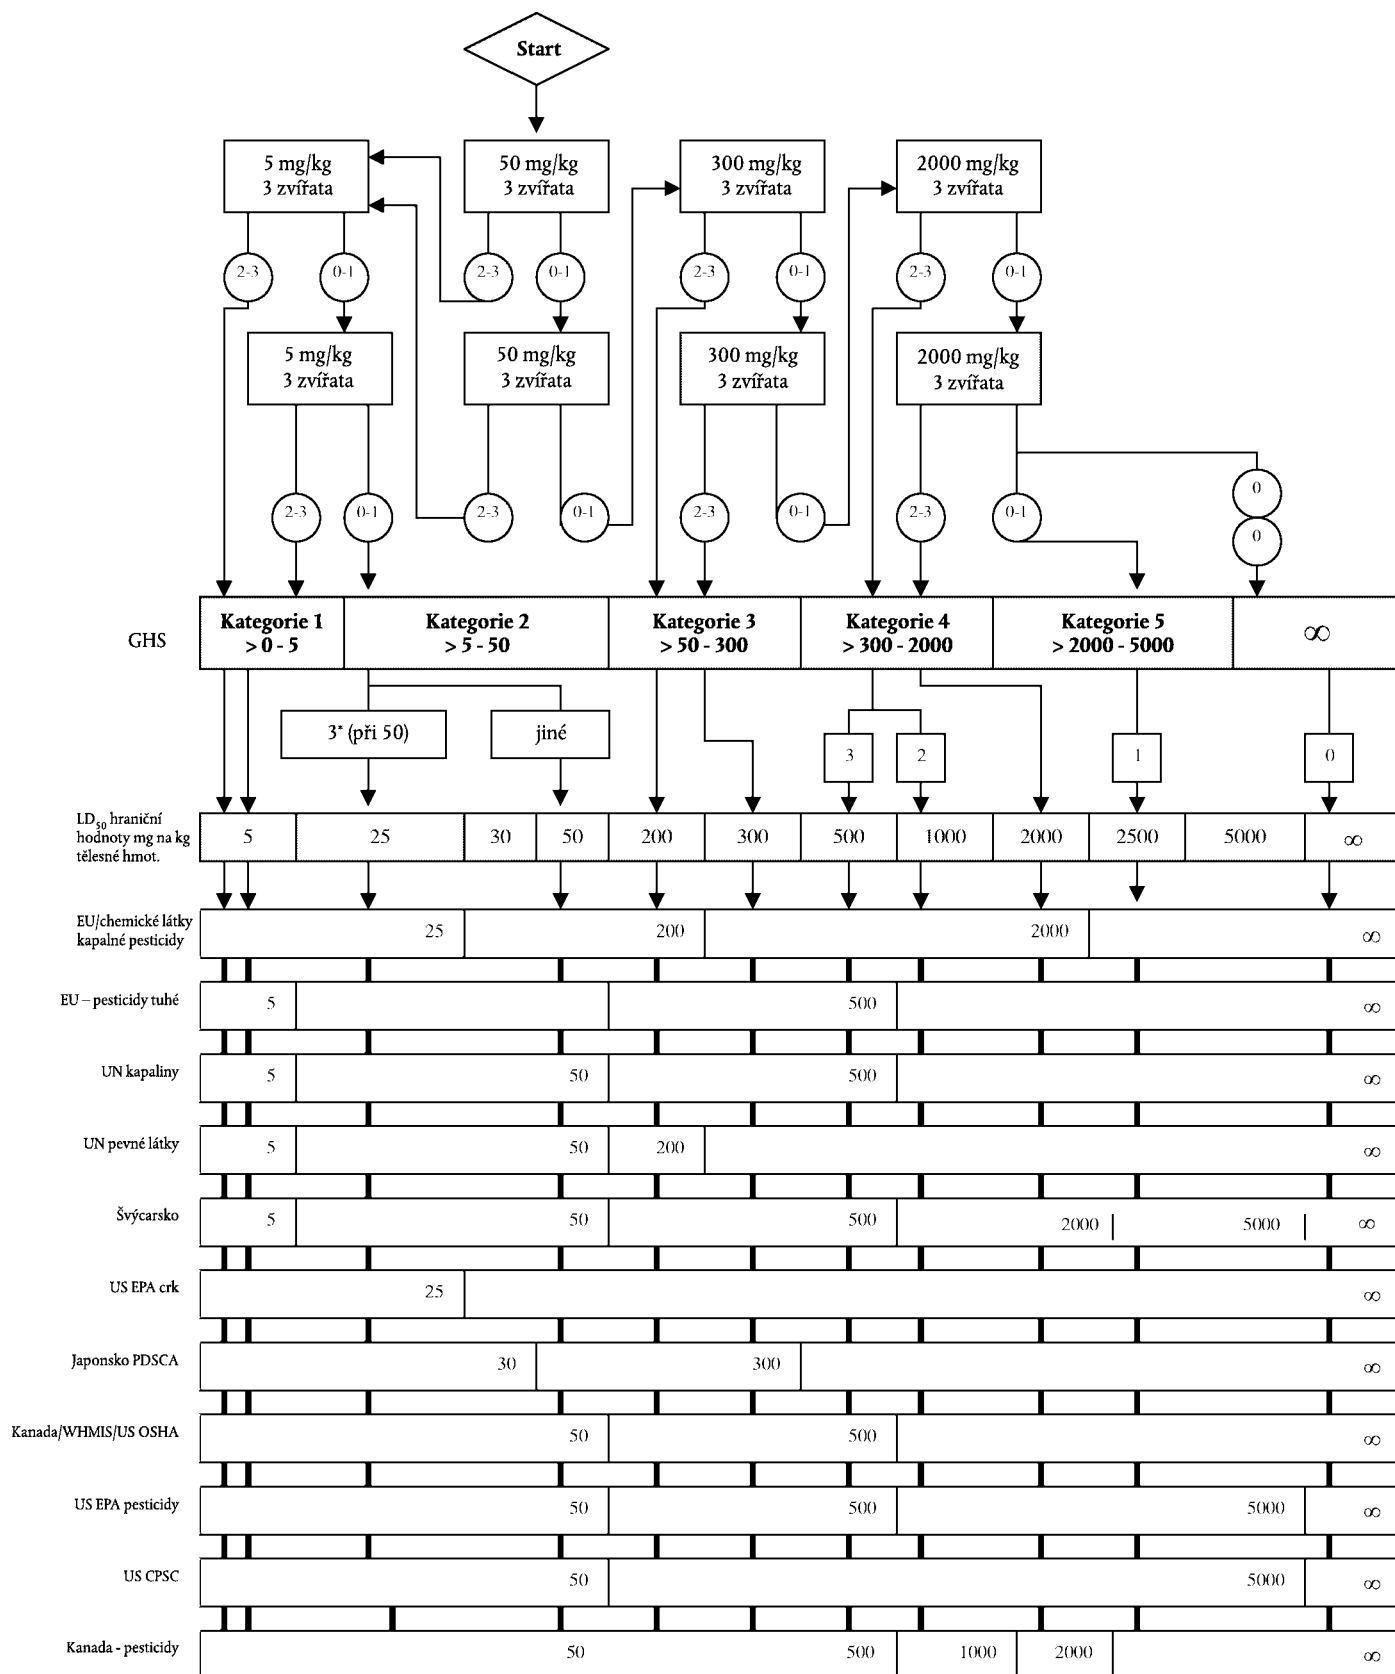 Start
5 mg/kg
3 zvířata
50 mg/kg
3 zvířata
300 mg/kg
3 zvířata
2000 mg/kg
3 zvířata
2-3
0-1
2-3
0-1
2-3
0-1
2-3
0-1
5 mg/kg
3 zvířata
50 mg/kg
3 zvířata
300 mg/kg
3 zvířata
2000 mg/kg
3 zvířata
2-3
0-1
2-3
0-1
2-3
0-1
2-3
0-1
0
0
GHS
Kategorie 1
> 0 - 5
Kategorie 2
> 5 - 50
Kategorie 3
> 50 - 300
Kategorie 4
> 300 - 2000
Kategorie 5
> 2000 - 5000
∞
3* (při 50)
jiné
3
2
1
0
LD50 hraniční
hodnoty mg na kg
tělesné hmot.
5
25
30
50
200
300
500
1000
2000
2500
5000
∞
EU/chemické látky
kapalné pesticidy
25
200
2000
∞
EU – pesticidy tuhé
5
500
∞
UN kapaliny
5
50
500
∞
UN pevné látky
5
50
200
∞
Švýcarsko
5
50
500
2000
5000
∞
US EPA crk
25
∞
Japonsko PDSCA
30
300
∞
Kanada/WHMIS/US OSHA
50
500
∞
US EPA pesticidy
50
500
5000
∞
US CPSC
50
5000
∞
Kanada - pesticidy
50
500
1000
2000
∞